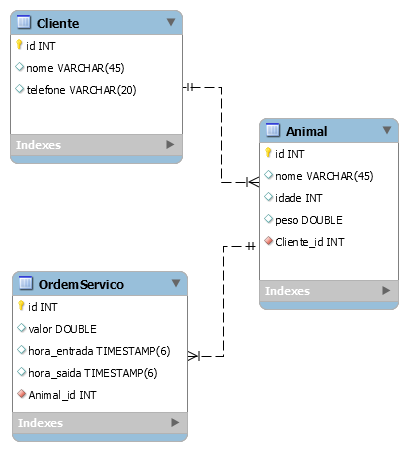 Cliente
id INT
nome VARCHAR(45)
telefone VARCHAR(20)
Indexes
Animal
id INT
nome VARCHAR(45)
idade INT
peso DOUBLE
Cliente_id INT
Indexes
OrdemServico
id INT
valor DOUBLE
hora_entrada TIMESTAMP(6)
hora_saida TIMESTAMP(6)
Animal_id INT
Indexes